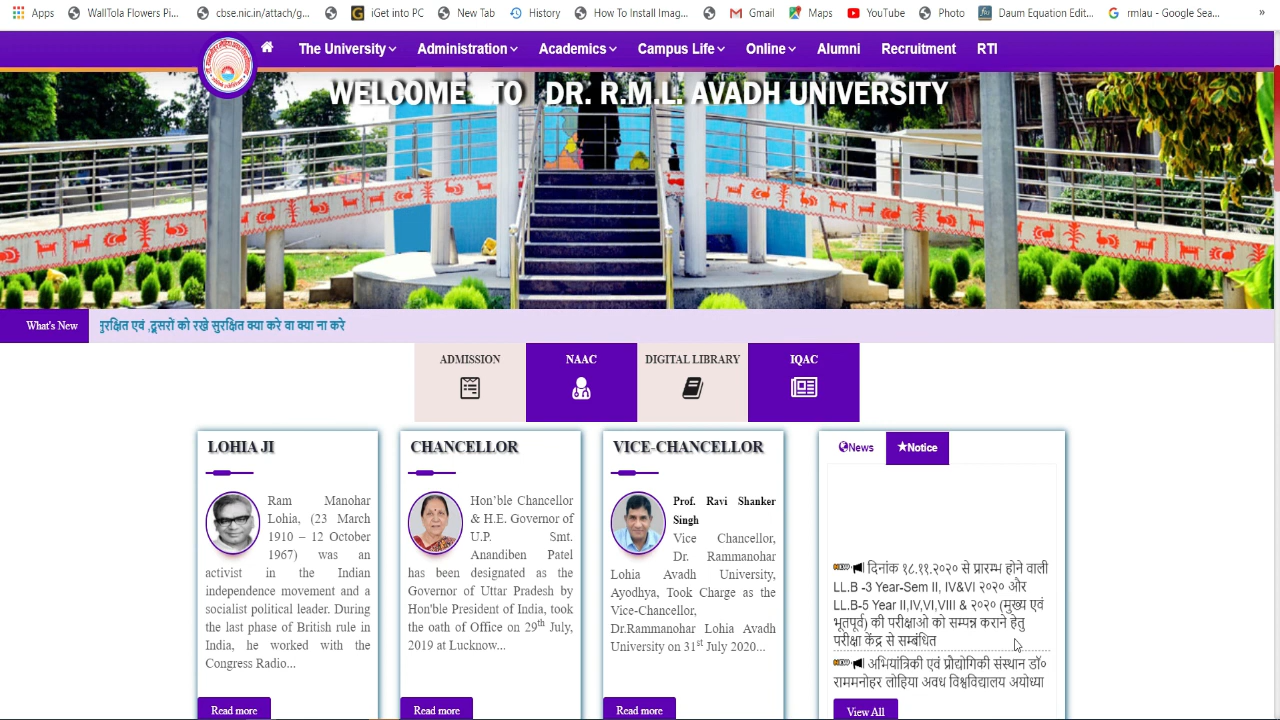 Apps WallTola Flowers Pi... cbse.nic.in/attach/g... iGet into PC New Tab History How To Install Imag... Gmail Maps YouTube Photo Daum Equation Edit... rmlau - Google Sea... »
The University Administration Academics Campus Life Online Alumni Recruitment RTI
WELCOME TO DR. R.M.L. AVADH UNIVERSITY
What's New
एवं ,दूसरों को रखे सुरक्षित क्या करे वा क्या ना करे
ADMISSION NAAC DIGITAL LIBRARY IQAC
LOHIA JI
Ram Manohar
Lohia, (23 March
1910 – 12 October
1967) was an
activist in the Indian
independence movement and a
socialist political leader. During
the last phase of British rule in
India, he worked with the
Congress Radio...
Read more
CHANCELLOR
Hon’ble Chancellor
& H.E. Governor of
U.P. Smt.
Anandiben Patel
has been designated as the
Governor of Uttar Pradesh by
Hon'ble President of India, took
the oath of Office on 29th July,
2019 at Lucknow...
Read more
VICE-CHANCELLOR
Prof. Ravi Shanker
Singh
Vice Chancellor,
Dr. Rammanohar
Lohia Avadh University,
Ayodhya, Took Charge as the
Vice-Chancellor,
Dr.Rammanohar Lohia Avadh
University on 31st July 2020...
Read more
News Notice
दिनांक १८.११.२०२० से प्रारम्भ होने वाली
LL.B -3 Year-Sem II, IV&VI २०२० और
LL.B-5 Year II,IV,VI,VIII & २०२० (मुख्य एवं
भूतपूर्व) की परीक्षाओ को सम्पन्न कराने हेतु
परीक्षा केंद्र से सम्बंधित
अभियांत्रिकी एवं प्रौद्योगिकी संस्थान डॉ०
राममनोहर लोहिया अवध विश्वविद्यालय अयोध्या
View All